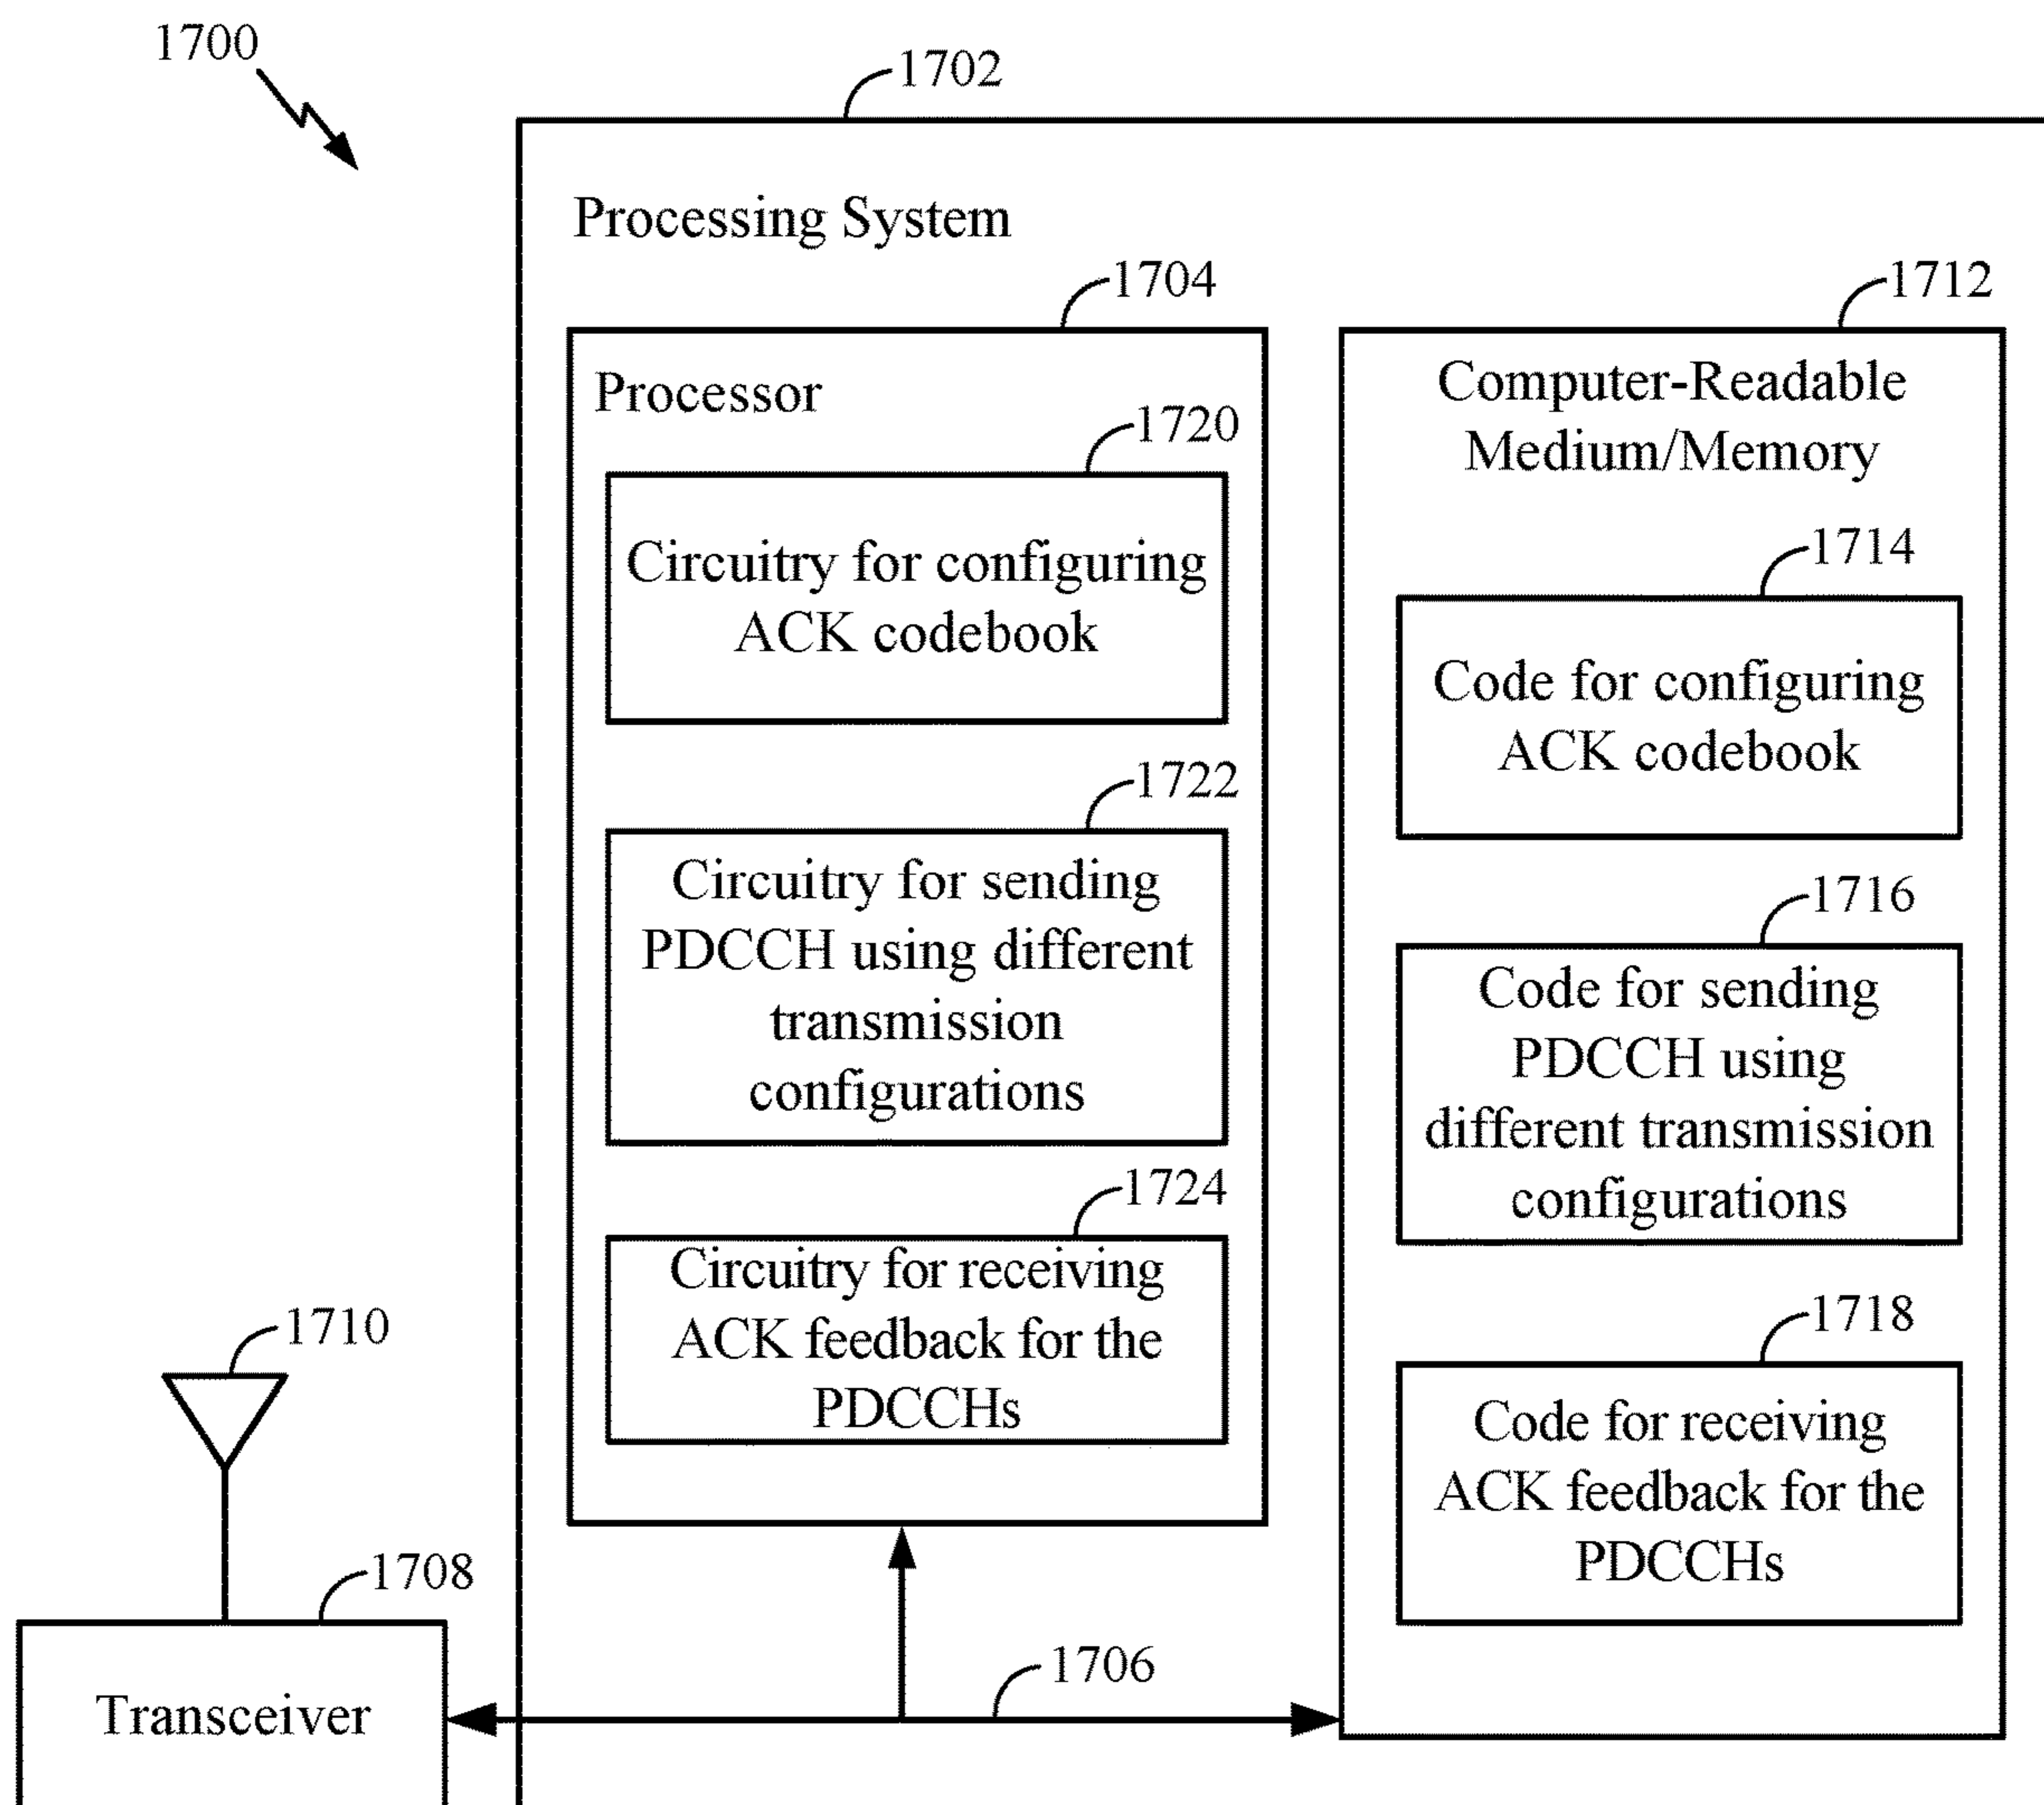 1700
1702
Processing System
1704
Processor
1720
Circuitry for configuring
ACK codebook
1722
Circuitry for sending
PDCCH using different
transmission
configurations
1724
Circuitry for receiving
ACK feedback for the
PDCCHs
1712
Computer-Readable
Medium/Memory
1714
Code for configuring
ACK codebook
1716
Code for sending
PDCCH using
different transmission
configurations
1718
Code for receiving
ACK feedback for the
PDCCHs
1710
1708
Transceiver
1706